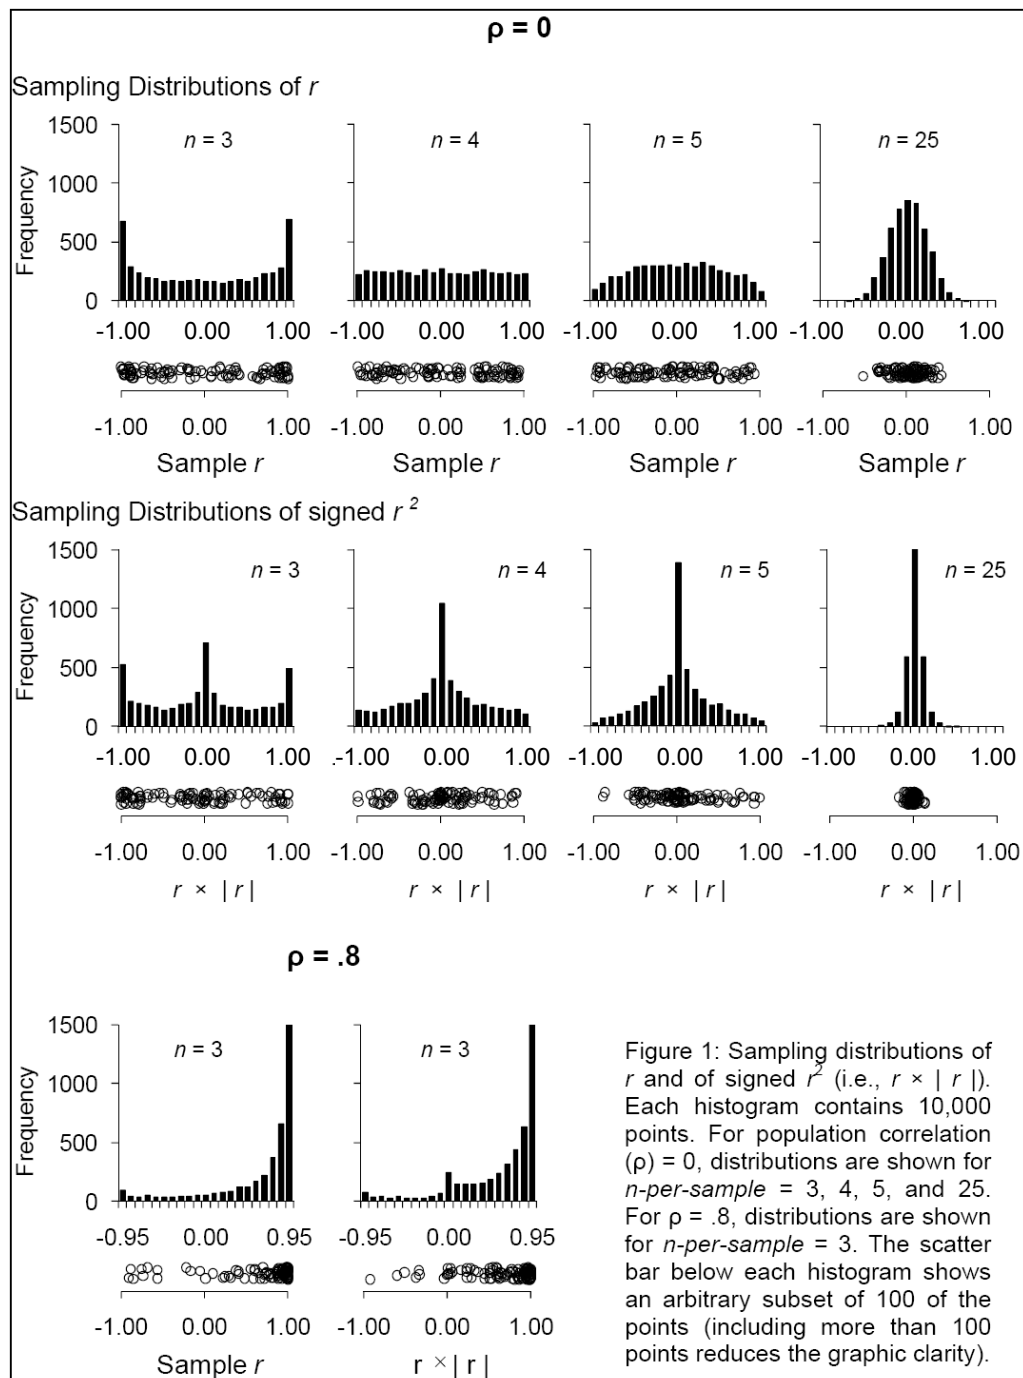 ρ = 0
Sampling Distributions of r
Frequency
1500
1000
500
0
n = 3
n = 4
n = 5
n = 25
-1.00 0.00 1.00
-1.00 0.00 1.00
-1.00 0.00 1.00
-1.00 0.00 1.00
-1.00 0.00 1.00
-1.00 0.00 1.00
-1.00 0.00 1.00
-1.00 0.00 1.00
Sample r
Sample r
Sample r
Sample r
Sampling Distributions of signed r ²
Frequency
1500
1000
500
0
n = 3
n = 4
n = 5
n = 25
-1.00 0.00 1.00
.-1.00 0.00 1.00
-1.00 0.00 1.00
-1.00 0.00 1.00
-1.00 0.00 1.00
-1.00 0.00 1.00
-1.00 0.00 1.00
-1.00 0.00 1.00
r × | r |
r × | r |
r × | r |
r × | r |
ρ = .8
Frequency
1500
1000
500
0
n = 3
n = 3
-0.95 0.00 0.95
-0.95 0.00 0.95
-1.00 0.00 1.00
-1.00 0.00 1.00
Sample r
r × | r |
Figure 1: Sampling distributions of
r and of signed r² (i.e., r × | r |).
Each histogram contains 10,000
points. For population correlation
(ρ) = 0, distributions are shown for
n-per-sample = 3, 4, 5, and 25.
For ρ = .8, distributions are shown
for n-per-sample = 3. The scatter
bar below each histogram shows
an arbitrary subset of 100 of the
points (including more than 100
points reduces the graphic clarity).